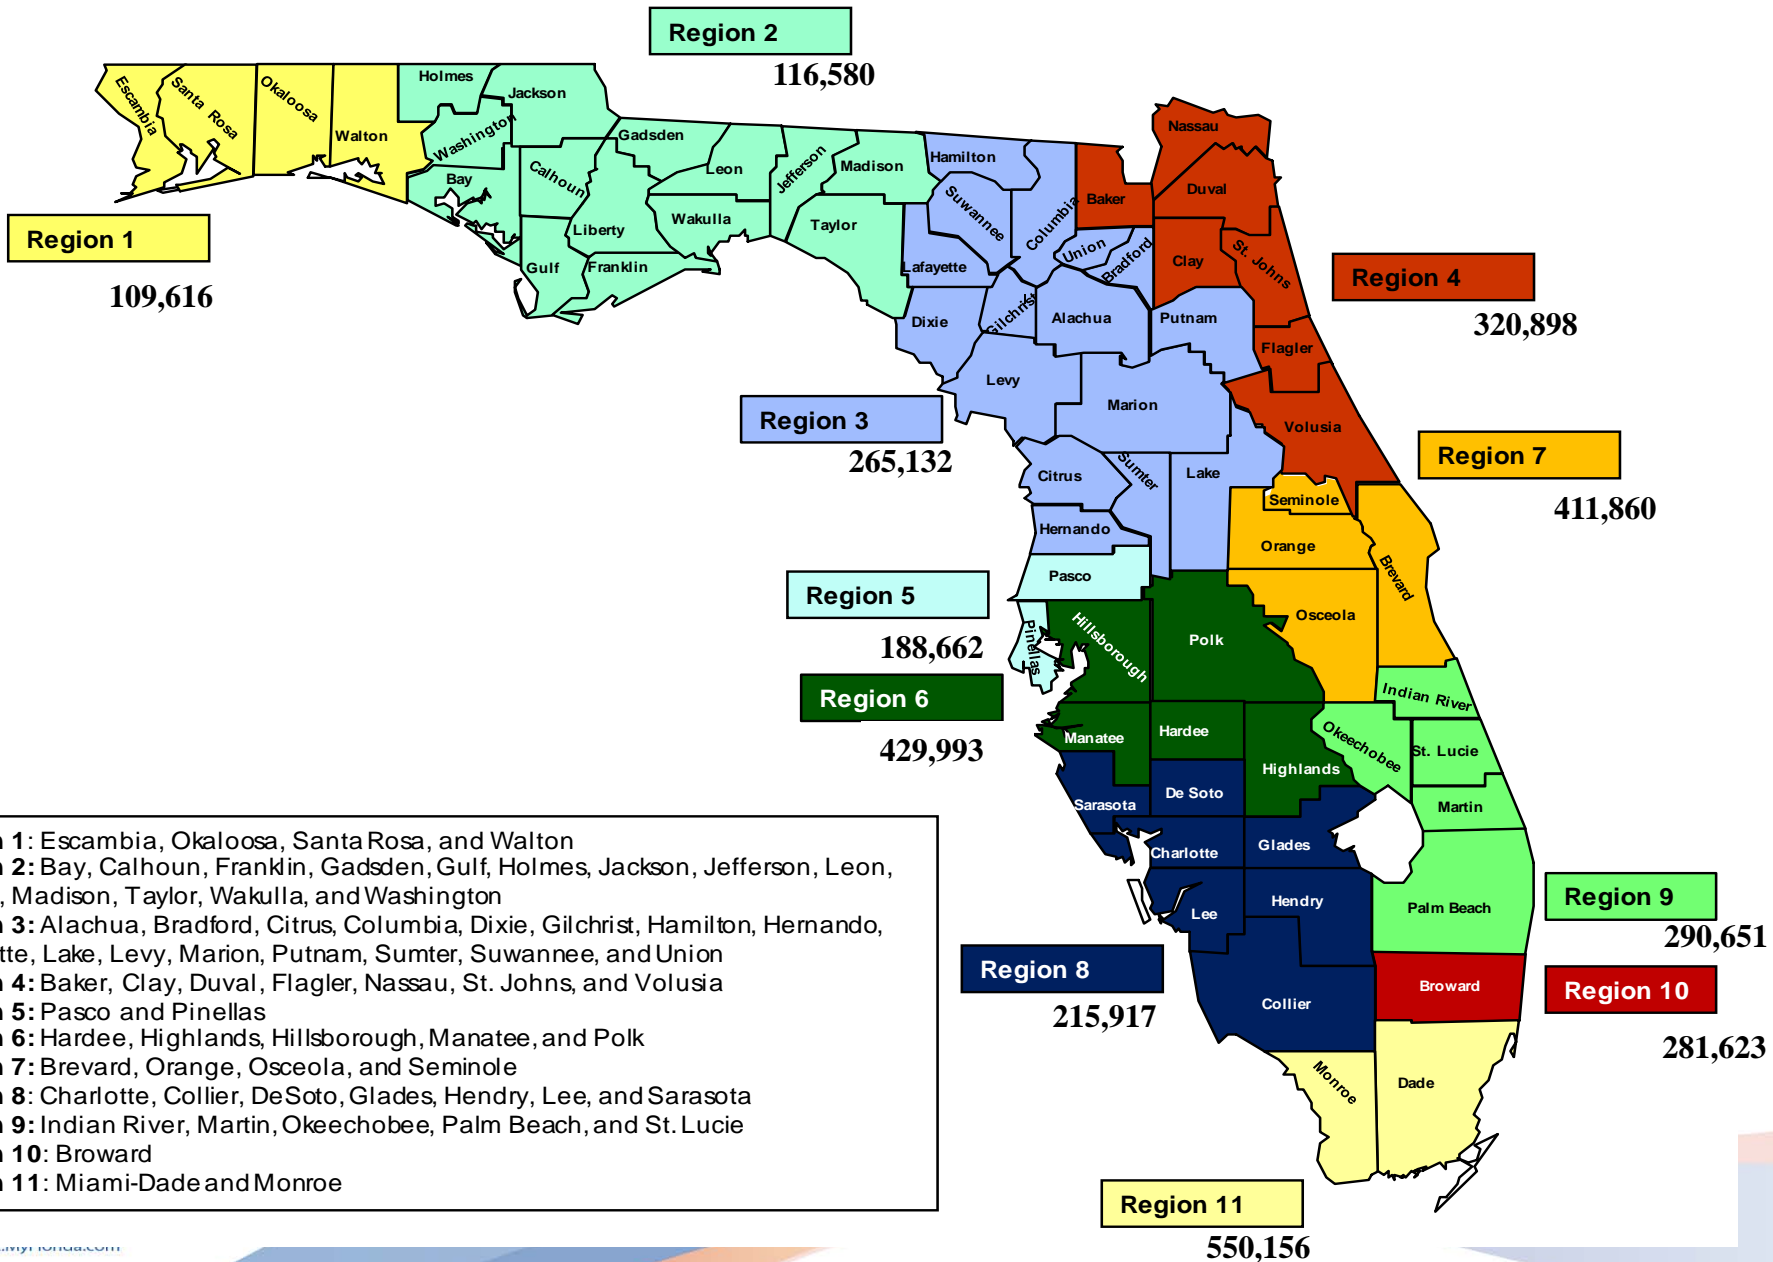 Region 2
116,580
Holmes
Jackson
Escambia
Santa Rosa
Okaloosa
Walton
Washington
Bay
Calhoun
Gadsden
Leon
Jefferson
Madison
Hamilton
Nassau
Duval
Baker
Suwannee
Columbia
Wakulla
Taylor
Liberty
Union
Bradford
Clay
St. Johns
Region 1
109,616
Gulf
Franklin
Lafayette
Region 4
320,898
Dixie
Gilchrist
Alachua
Putnam
Flagler
Levy
Marion
Region 3
265,132
Volusia
Region 7
411,860
Citrus
Sumter
Lake
Seminole
Hernando
Orange
Brevard
Pasco
Region 5
188,662
Pinellas
Hillsborough
Polk
Osceola
Region 6
429,993
Indian River
Manatee
Hardee
Okeechobee
St. Lucie
Highlands
Sarasota
De Soto
Martin
Charlotte
Glades
Lee
Hendry
Palm Beach
Region 9
290,651
Region 8
215,917
Collier
Broward
Region 10
281,623
Monroe
Dade
Region 11
550,156
1: Escambia, Okaloosa, Santa Rosa, and Walton
2: Bay, Calhoun, Franklin, Gadsden, Gulf, Holmes, Jackson, Jefferson, Leon,
, Madison, Taylor, Wakulla, and Washington
3: Alachua, Bradford, Citrus, Columbia, Dixie, Gilchrist, Hamilton, Hernando,
tte, Lake, Levy, Marion, Putnam, Sumter, Suwannee, and Union
4: Baker, Clay, Duval, Flagler, Nassau, St. Johns, and Volusia
5: Pasco and Pinellas
6: Hardee, Highlands, Hillsborough, Manatee, and Polk
7: Brevard, Orange, Osceola, and Seminole
8: Charlotte, Collier, DeSoto, Glades, Hendry, Lee, and Sarasota
9: Indian River, Martin, Okeechobee, Palm Beach, and St. Lucie
10: Broward
11: Miami-Dade and Monroe